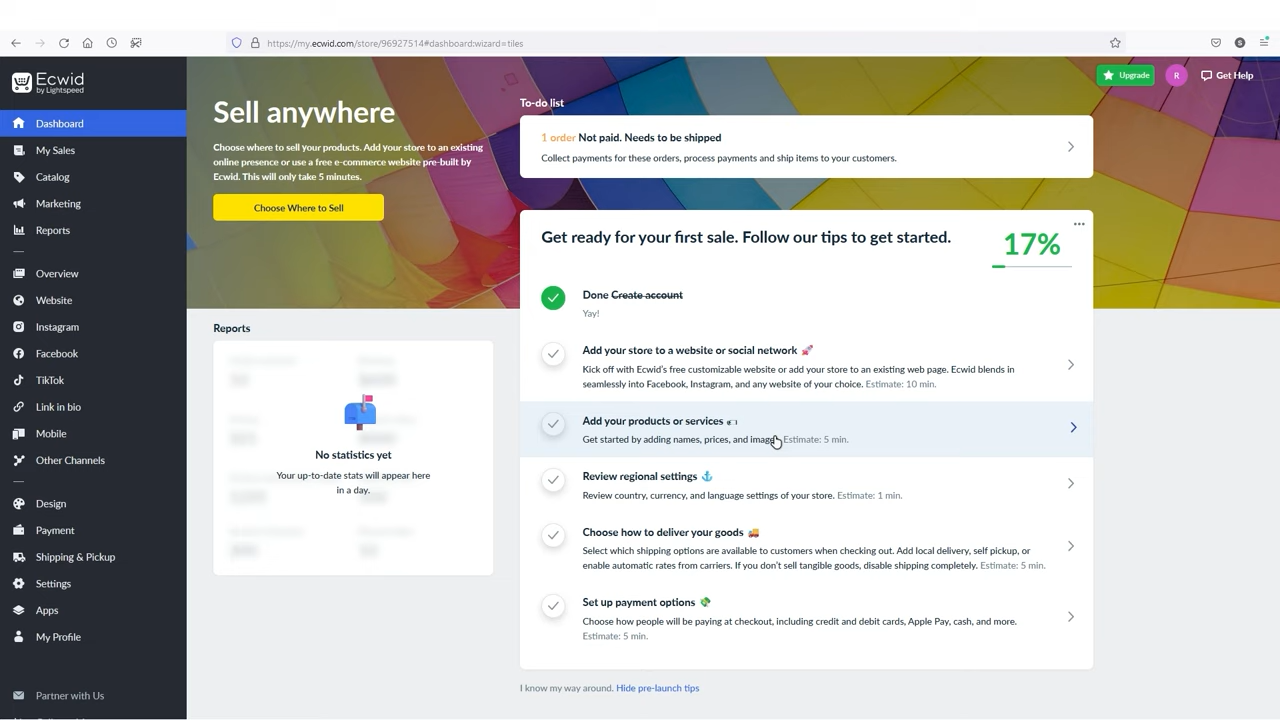 https://my.ecwid.com/store/96927514#dashboard:wizard=tiles
Ecwid
by Lightspeed
Dashboard
My Sales
Catalog
Marketing
Reports
Overview
Website
Instagram
Facebook
TikTok
Link in bio
Mobile
Other Channels
Design
Payment
Shipping & Pickup
Settings
Apps
My Profile
Partner with Us
Upgrade
R
Get Help
Sell anywhere
Choose where to sell your products. Add your store to an existing
online presence or use a free e-commerce website pre-built by
Ecwid. This will only take 5 minutes.
Choose Where to Sell
Reports
No statistics yet
Your up-to-date stats will appear here
in a day.
To-do list
1 order Not paid. Needs to be shipped
Collect payments for these orders, process payments and ship items to your customers.
Get ready for your first sale. Follow our tips to get started.
17%
Done Create account
Yay!
Add your store to a website or social network
Kick off with Ecwid's free customizable website or add your store to an existing web page. Ecwid blends in
seamlessly into Facebook, Instagram, and any website of your choice. Estimate: 10 min.
Add your products or services
Get started by adding names, prices, and image Estimate: 5 min.
Review regional settings
Review country, currency, and language settings of your store. Estimate: 1 min.
Choose how to deliver your goods
Select which shipping options are available to customers when checking out. Add local delivery, self pickup, or
enable automatic rates from carriers. If you don't sell tangible goods, disable shipping completely. Estimate: 5 min.
Set up payment options
Choose how people will be paying at checkout, including credit and debit cards, Apple Pay, cash, and more.
Estimate: 5 min.
I know my way around. Hide pre-launch tips